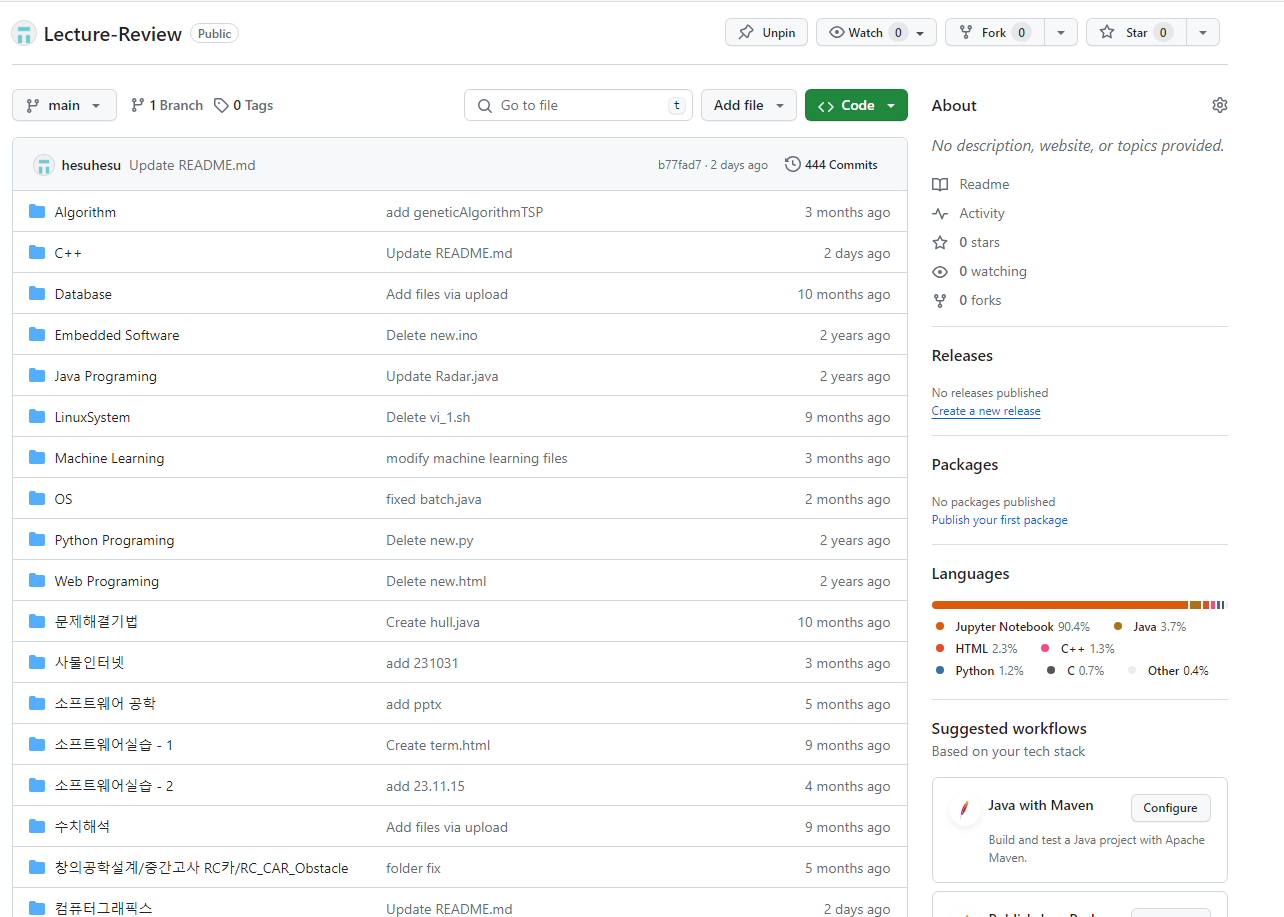 Lecture-Review Public Unpin Watch 0 Fork 0 Star 0
main 1 Branch 0 Tags Go to file t Add file Code
hesuhesu Update README.md b77fad7 · 2 days ago 444 Commits
Algorithm add geneticAlgorithmTSP 3 months ago
C++ Update README.md 2 days ago
Database Add files via upload 10 months ago
Embedded Software Delete new.ino 2 years ago
Java Programing Update Radar.java 2 years ago
LinuxSystem Delete vi_1.sh 9 months ago
Machine Learning modify machine learning files 3 months ago
OS fixed batch.java 2 months ago
Python Programing Delete new.py 2 years ago
Web Programing Delete new.html 2 years ago
문제해결기법 Create hull.java 10 months ago
사물인터넷 add 231031 3 months ago
소프트웨어 공학 add pptx 5 months ago
소프트웨어실습 - 1 Create term.html 9 months ago
소프트웨어실습 - 2 add 23.11.15 4 months ago
수치해석 Add files via upload 9 months ago
창의공학설계/중간고사 RC카/RC_CAR_Obstacle folder fix 5 months ago
컴퓨터그래픽스 Update README.md 2 days ago
About
No description, website, or topics provided.
Readme
Activity
0 stars
0 watching
0 forks
Releases
No releases published
Create a new release
Packages
No packages published
Publish your first package
Languages
Jupyter Notebook 90.4% Java 3.7%
HTML 2.3% C++ 1.3%
Python 1.2% C 0.7% Other 0.4%
Suggested workflows
Based on your tech stack
Java with Maven Configure
Build and test a Java project with Apache
Maven.